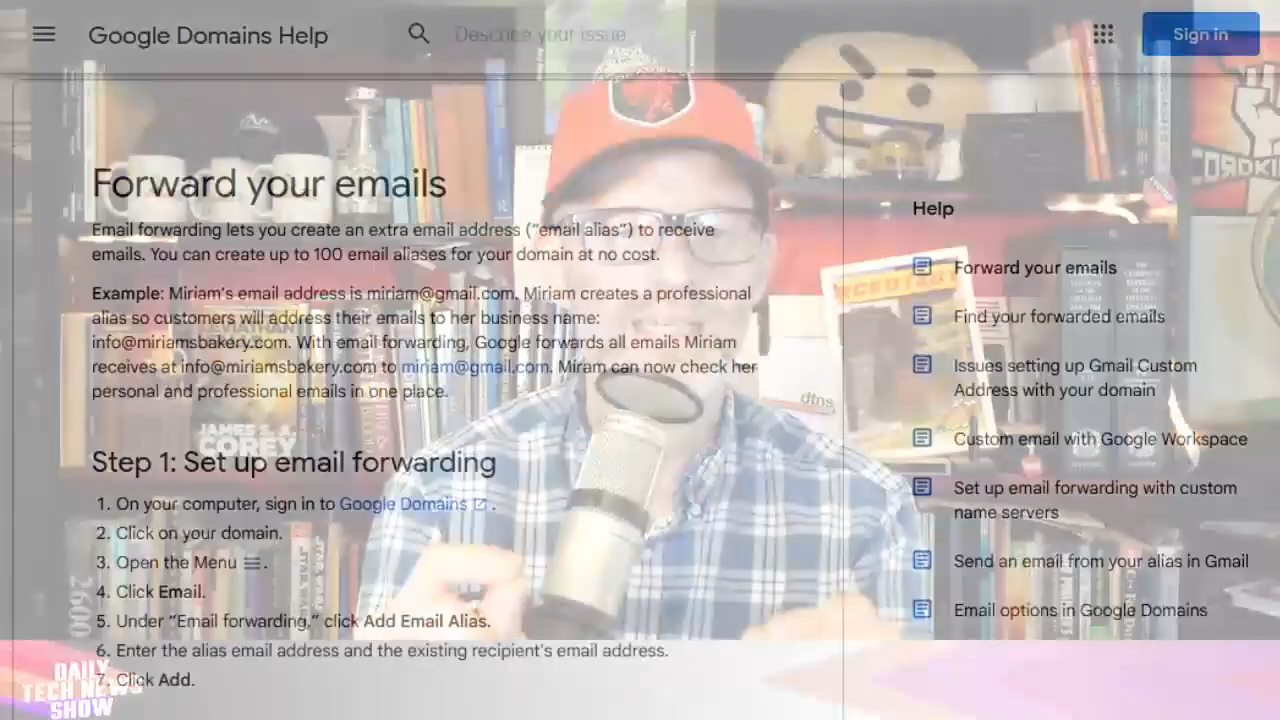 Google Domains Help
Describe your issue
Sign in
Forward your emails
Email forwarding lets you create an extra email address (“email alias”) to receive
emails. You can create up to 100 email aliases for your domain at no cost.
Example: Miriam's email address is miriam@gmail.com. Miriam creates a professional
alias so customers will address their emails to her business name:
info@miriamsbakery.com. With email forwarding, Google forwards all emails Miriam
receives at info@miriamsbakery.com to miriam@gmail.com. Miram can now check her
personal and professional emails in one place.
Step 1: Set up email forwarding
1. On your computer, sign in to Google Domains .
2. Click on your domain.
3. Open the Menu .
4. Click Email.
5. Under “Email forwarding,” click Add Email Alias.
6. Enter the alias email address and the existing recipient's email address.
7. Click Add.
Help
Forward your emails
Find your forwarded emails
Issues setting up Gmail Custom
Address with your domain
Custom email with Google Workspace
Set up email forwarding with custom
name servers
Send an email from your alias in Gmail
Email options in Google Domains
JAMES S. A.
COREY
dtns
2600
DAILY
TECH NEWS
SHOW